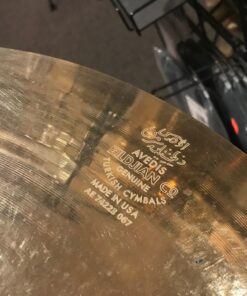 AVEDIS
ZILDJIAN CO.
GENUINE
TURKISH CYMBALS
MADE IN USA